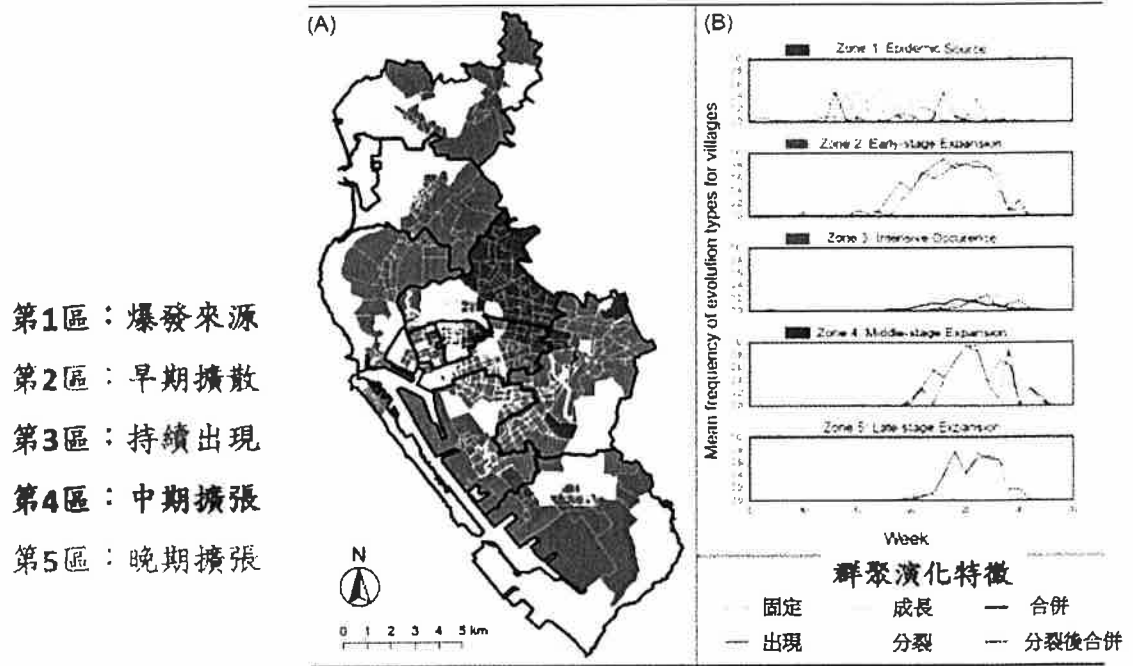 第1區：爆發來源
第2區：早期擴散
第3區：持續出現
第4區：中期擴張
第5區：晚期擴張
(A)
N
0 1 2 3 4 5 km
(B)
Mean frequency of evolution types for villages
Zone 1: Epidemic Source
Zone 2: Early-stage Expansion
Zone 3: Intensive Occurence
Zone 4: Middle-stage Expansion
Zone 5: Late-stage Expansion
Week
群聚演化特徵
固定 成長 合併
出現 分裂 分裂後合併